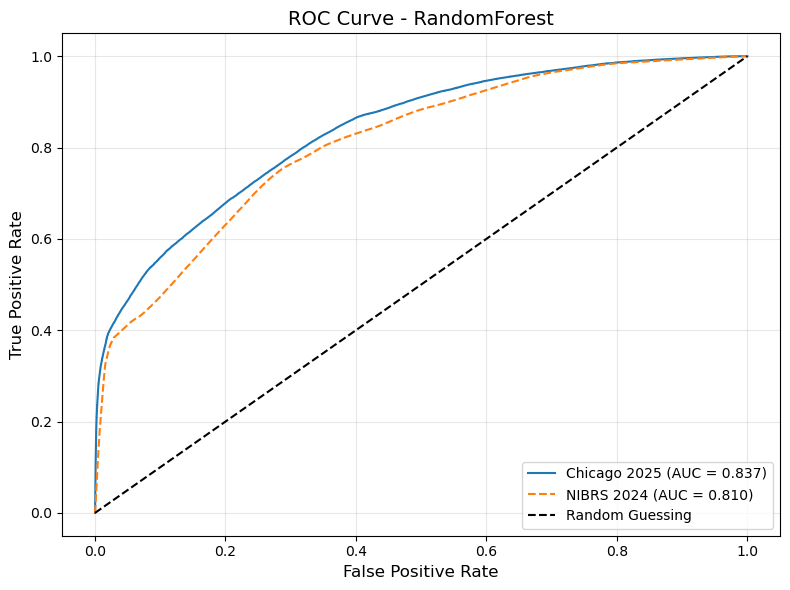 ROC Curve - RandomForest
True Positive Rate
1.0
0.8
0.6
0.4
0.2
0.0
Chicago 2025 (AUC = 0.837)
NIBRS 2024 (AUC = 0.810)
Random Guessing
0.0 0.2 0.4 0.6 0.8 1.0
False Positive Rate